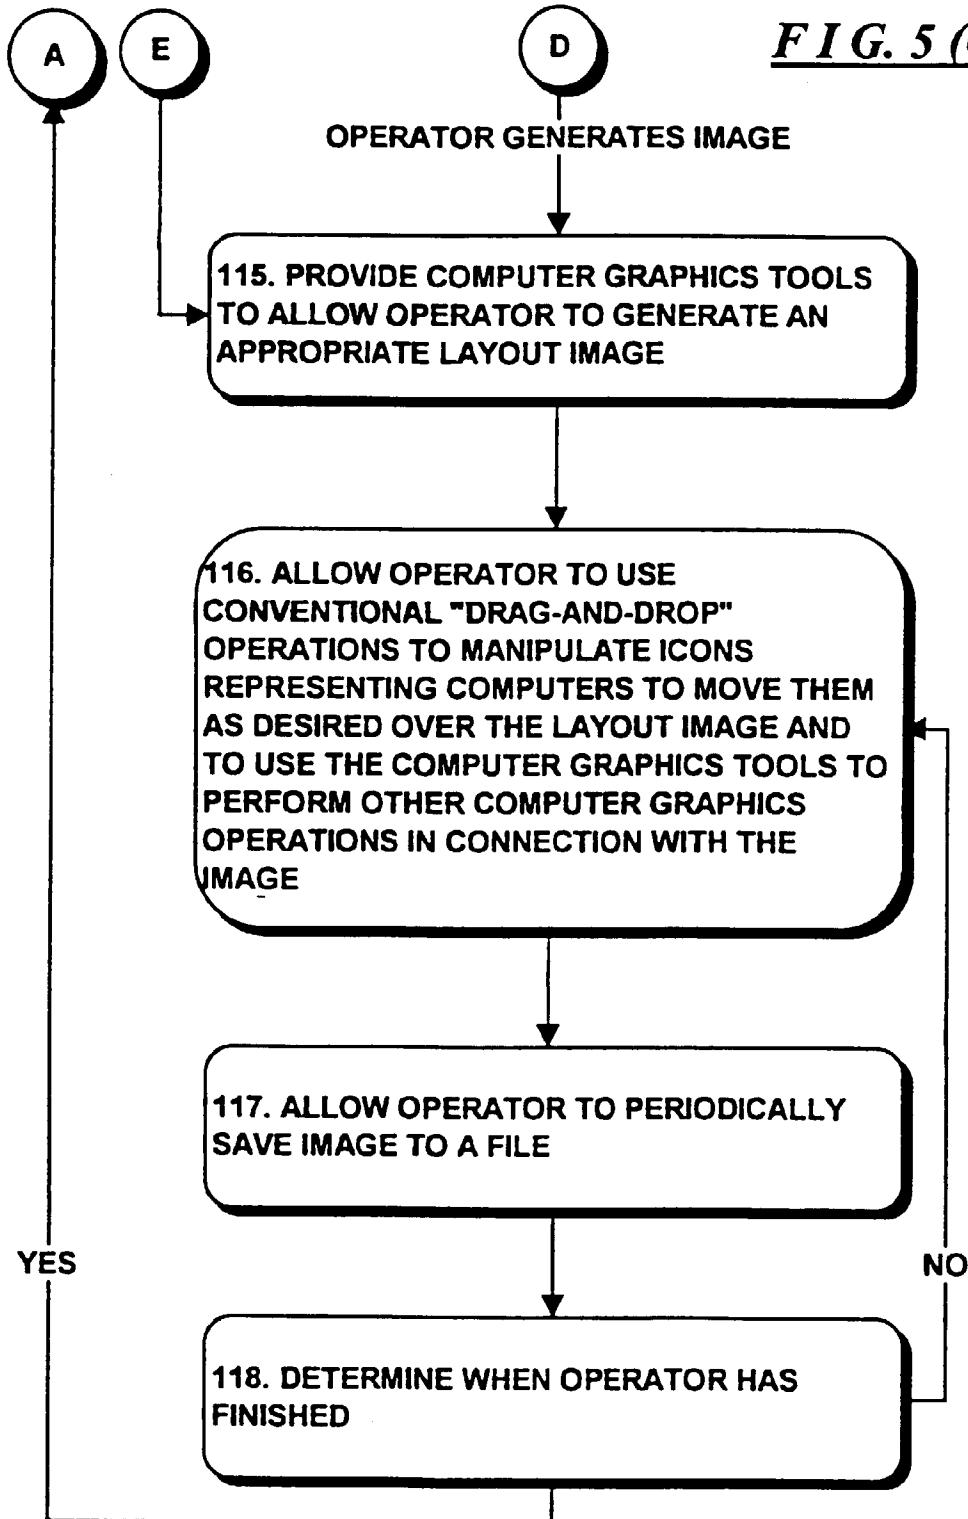 A
E
D
FIG. 5 (
OPERATOR GENERATES IMAGE
115. PROVIDE COMPUTER GRAPHICS TOOLS
TO ALLOW OPERATOR TO GENERATE AN
APPROPRIATE LAYOUT IMAGE
116. ALLOW OPERATOR TO USE
CONVENTIONAL "DRAG-AND-DROP"
OPERATIONS TO MANIPULATE ICONS
REPRESENTING COMPUTERS TO MOVE THEM
AS DESIRED OVER THE LAYOUT IMAGE AND
TO USE THE COMPUTER GRAPHICS TOOLS TO
PERFORM OTHER COMPUTER GRAPHICS
OPERATIONS IN CONNECTION WITH THE
IMAGE
117. ALLOW OPERATOR TO PERIODICALLY
SAVE IMAGE TO A FILE
YES
NO
118. DETERMINE WHEN OPERATOR HAS
FINISHED